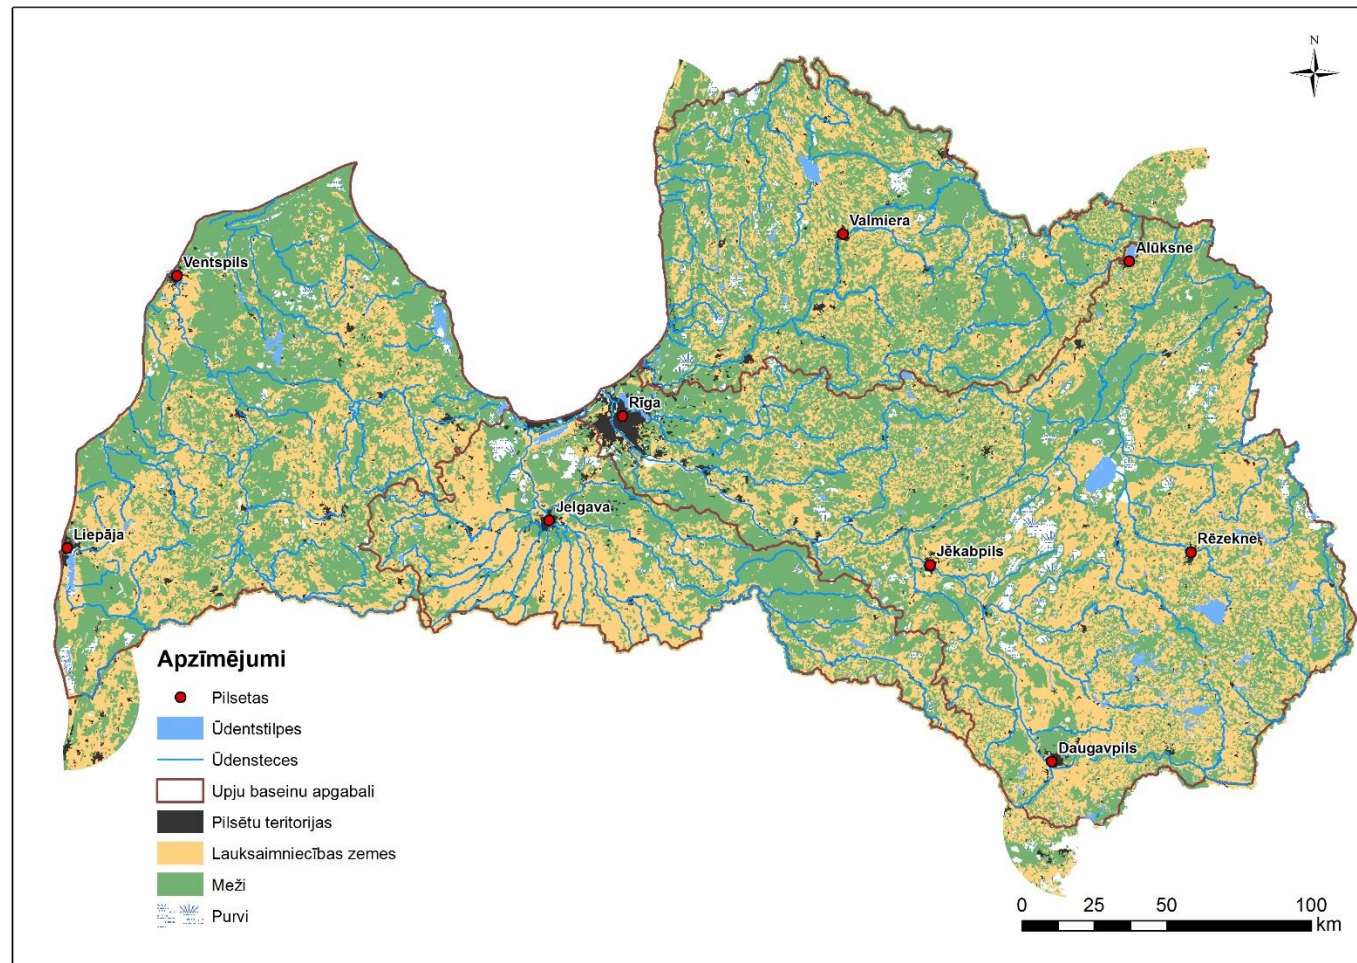 N
Valmiera
Alūksne
Ventspils
Rīga
Jelgava
Liepāja
Jēkabpils
Rēzekne
Daugavpils
Apzīmējumi
Pilsetas
Ūdentstilpes
Ūdensteces
Upju baseinu apgabali
Pilsētu teritorijas
Lauksaimniecības zemes
Meži
Purvi
0 25 50 100
km